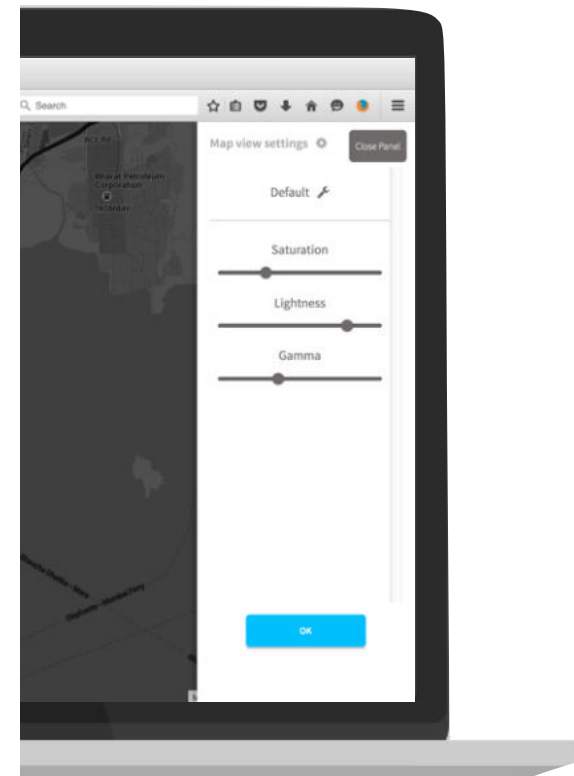 Search
Map view settings
Close Panel
Default
Bharat Petroleum
Corporation
Saturation
Lightness
Gamma
OK